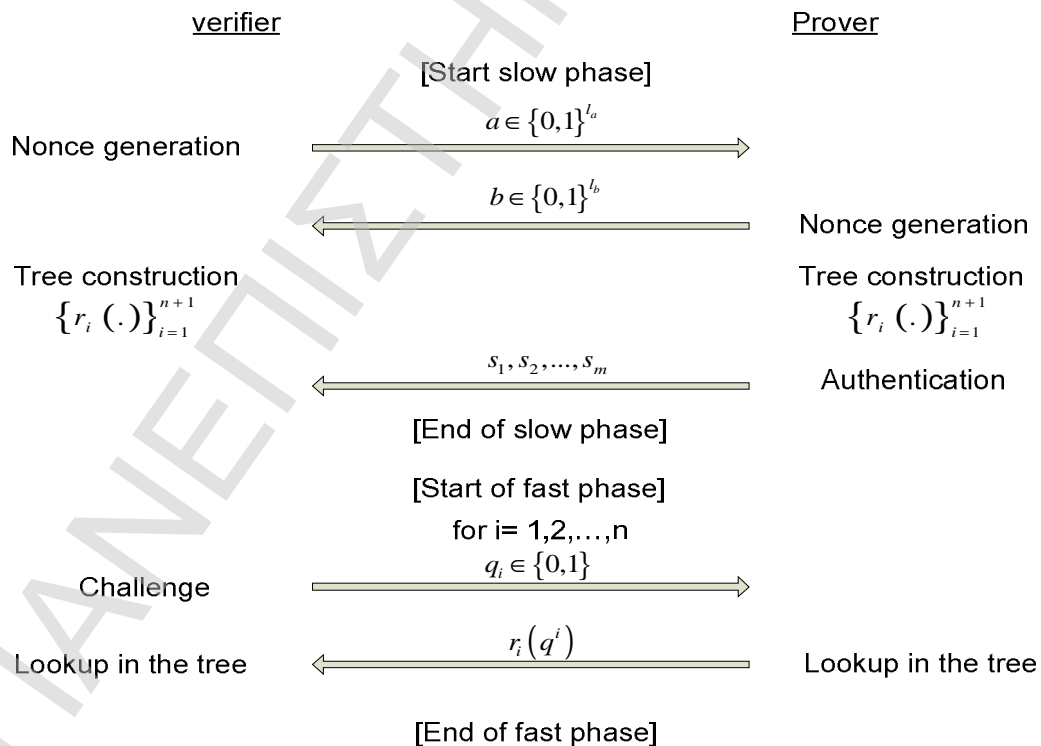 verifier Prover
[Start slow phase]
a ∈ {0,1}^{l_a}
Nonce generation
b ∈ {0,1}^{l_b}
Nonce generation
Tree construction Tree construction
{r_i (.)}_{i=1}^{n+1} {r_i (.)}_{i=1}^{n+1}
s_1, s_2, ..., s_m
Authentication
[End of slow phase]
[Start of fast phase]
for i= 1,2,...,n
q_i ∈ {0,1}
Challenge
r_i(q^i)
Lookup in the tree Lookup in the tree
[End of fast phase]
ΙΑΝΕΠΙΣΤΗ